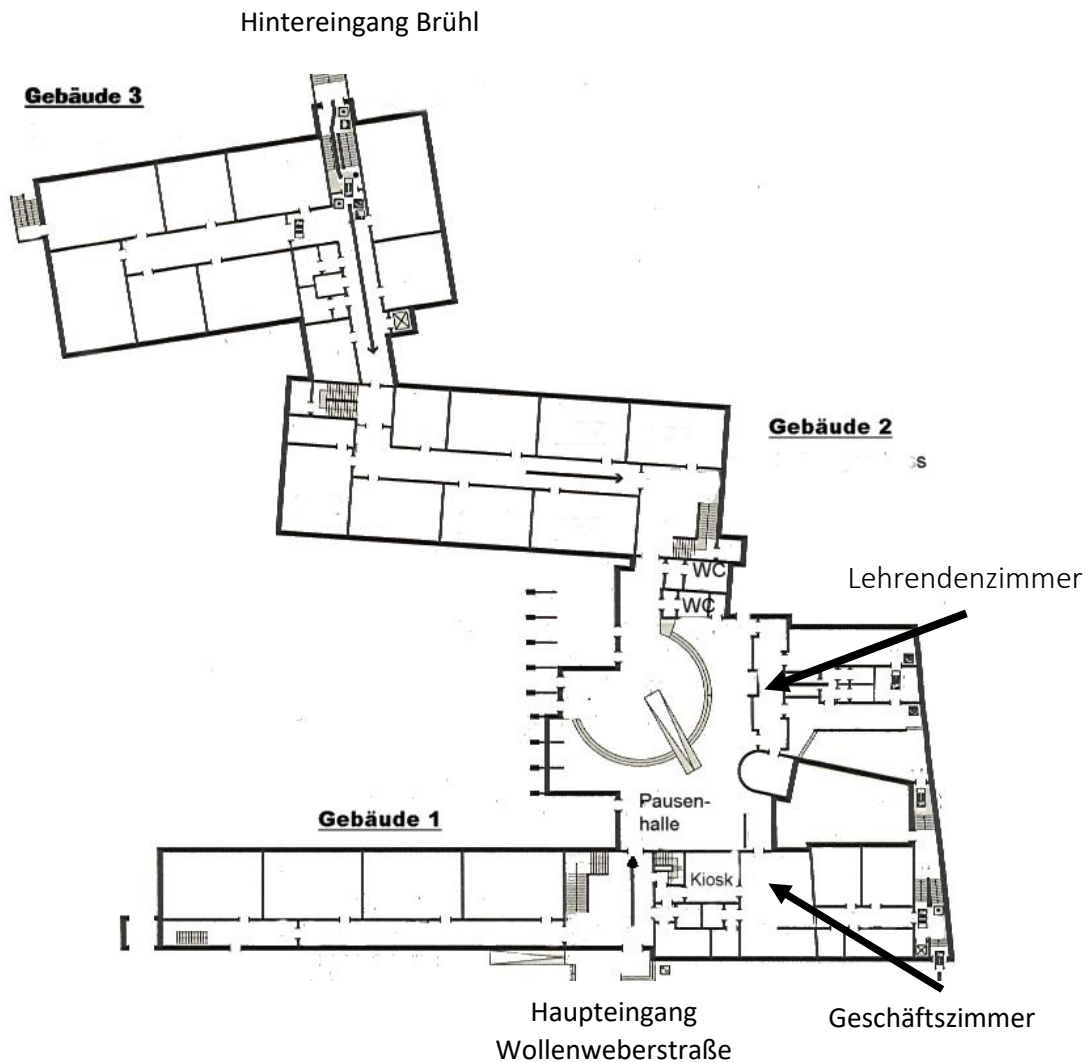 Hintereingang Brühl
Gebäude 3
Gebäude 2
s
WC
Lehrendenzimmer
WC
Pausen-
halle
Gebäude 1
Kiosk
Haupteingang
Wollenweberstraße
Geschäftszimmer